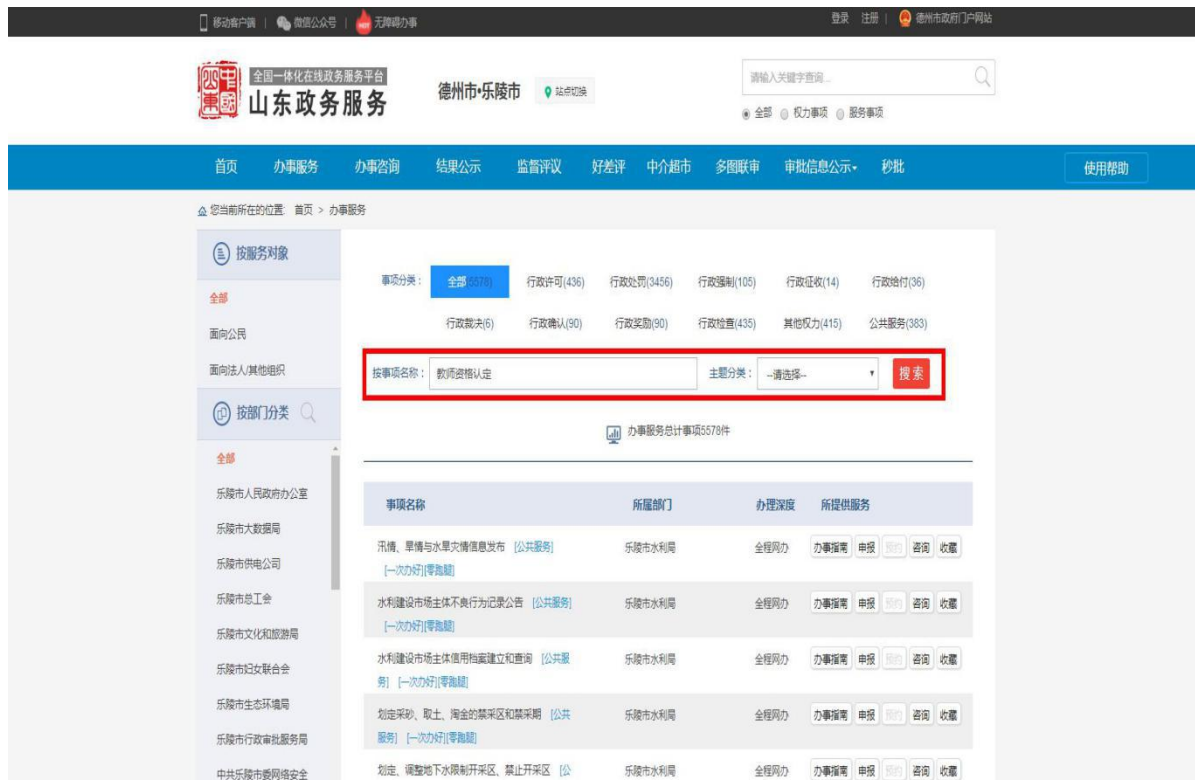 移动客户端 | 微信公众号 | HOT 无障碍办事
登录 注册 | 德州市政府门户网站
全国一体化在线政务服务平台
山东政务服务
德州市•乐陵市
站点切换
请输入关键字查询...
全部 权力事项 服务事项
首页 办事服务 办事咨询 结果公示 监督评议 好差评 中介超市 多图联审 审批信息公示 秒批 使用帮助
您当前所在的位置: 首页 > 办事服务
按服务对象
全部
面向公民
面向法人/其他组织
按部门分类
全部
乐陵市人民政府办公室
乐陵市大数据局
乐陵市供电公司
乐陵市总工会
乐陵市文化和旅游局
乐陵市妇女联合会
乐陵市生态环境局
乐陵市行政审批服务局
中共乐陵市委网络安全
事项分类: 全部(5578) 行政许可(436) 行政处罚(3456) 行政强制(105) 行政征收(14) 行政给付(36)
行政裁决(6) 行政确认(90) 行政奖励(90) 行政检查(435) 其他权力(415) 公共服务(383)
按事项名称: 教师资格认定 主题分类: --请选择-- 搜索
办事服务总计事项5578件
事项名称 所属部门 办理深度 所提供服务
汛情、旱情与水旱灾情信息发布 [公共服务] 乐陵市水利局 全程网办 办事指南 申报 预约 咨询 收藏
[一次办好][零跑腿]
水利建设市场主体不良行为记录公告 [公共服务] 乐陵市水利局 全程网办 办事指南 申报 预约 咨询 收藏
[一次办好][零跑腿]
水利建设市场主体信用档案建立和查询 [公共服 乐陵市水利局 全程网办 办事指南 申报 预约 咨询 收藏
务] [一次办好][零跑腿]
划定采砂、取土、淘金的禁采区和禁采期 [公共 乐陵市水利局 全程网办 办事指南 申报 预约 咨询 收藏
服务] [一次办好][零跑腿]
划定、调整地下水限制开采区、禁止开采区 [公 乐陵市水利局 全程网办 办事指南 申报 预约 咨询 收藏